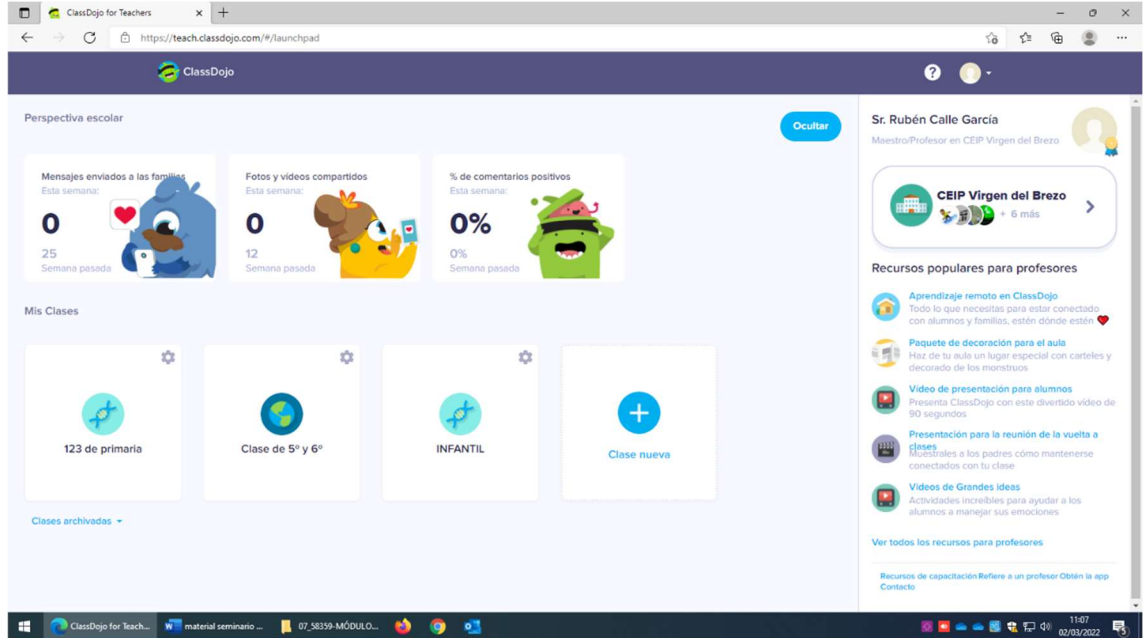 ClassDojo for Teachers
https://teach.classdojo.com/#/launchpad
ClassDojo
Perspectiva escolar
Ocultar
Mensajes enviados a las familias
Esta semana:
0
25
Semana pasada
Fotos y videos compartidos
Esta semana:
0
12
Semana pasada
% de comentarios positivos
Esta semana:
0%
0%
Semana pasada
Mis Clases
123 de primaria
Clase de 5º y 6º
INFANTIL
Clase nueva
Clases archivadas
Sr. Rubén Calle García
Maestro/Profesor en CEIP Virgen del Brezo
CEIP Virgen del Brezo
+ 6 más
Recursos populares para profesores
Aprendizaje remoto en ClassDojo
Todo lo que necesitas para estar conectado
con alumnos y familias, estén dónde estén
Paquete de decoración para el aula
Haz de tu aula un lugar especial con carteles y
decorado de los monstruos
Video de presentación para alumnos
Presenta ClassDojo con este divertido vídeo de
90 segundos
Presentación para la reunión de la vuelta a
clases
Muéstrales a los padres cómo mantenerse
conectados con tu clase
Videos de Grandes ideas
Actividades increíbles para ayudar a los
alumnos a manejar sus emociones
Ver todos los recursos para profesores
Recursos de capacitación Refiere a un profesor Obtén la app
Contacto
ClassDojo for Teach...
material seminario ...
07_58359-MÓDULO...
11:07
02/03/2022